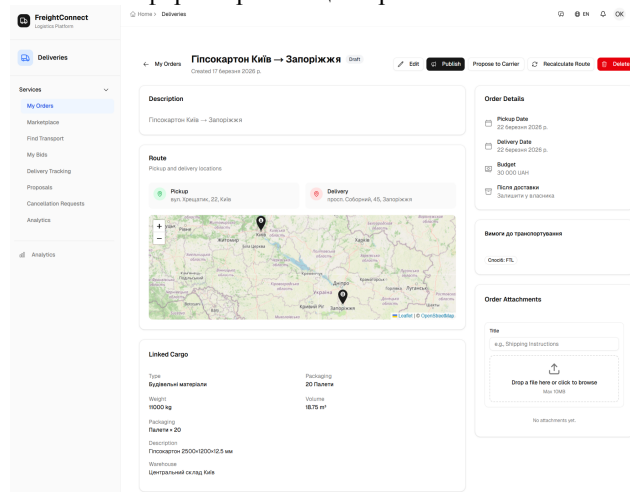 FreightConnect
Logistics Platform
Home > Deliveries
EN
OK
Deliveries
Services
My Orders
Marketplace
Find Transport
My Bids
Delivery Tracking
Proposals
Cancellation Requests
Analytics
Analytics
← My Orders
Гіпсокартон Київ → Запоріжжя
Draft
Created 17 березня 2026 р.
Edit
Publish
Propose to Carrier
Recalculate Route
Delete
Description
Гіпсокартон Київ → Запоріжжя
Route
Pickup and delivery locations
Pickup
вул. Хрещатик, 22, Київ
Delivery
просп. Соборний, 45, Запоріжжя
+
−
Рівне
Житомир
Київ
Біла Церква
Харків
Дніпро
Україна
Кривий Ріг
Запоріжжя
Луганськ
Leaflet | © OpenStreetMap
Linked Cargo
Type
Будівельні матеріали
Packaging
20 Палети
Weight
11000 kg
Volume
18.75 m³
Packaging
Палети × 20
Description
Гіпсокартон 2500×1200×12.5 мм
Warehouse
Центральний склад Київ
Order Details
Pickup Date
22 березня 2026 р.
Delivery Date
22 березня 2026 р.
Budget
30 000 UAH
Після доставки
Залишити у власника
Вимоги до транспортування
Спосіб: FTL
Order Attachments
Title
e.g., Shipping Instructions
Drop a file here or click to browse
Max 10MB
No attachments yet.